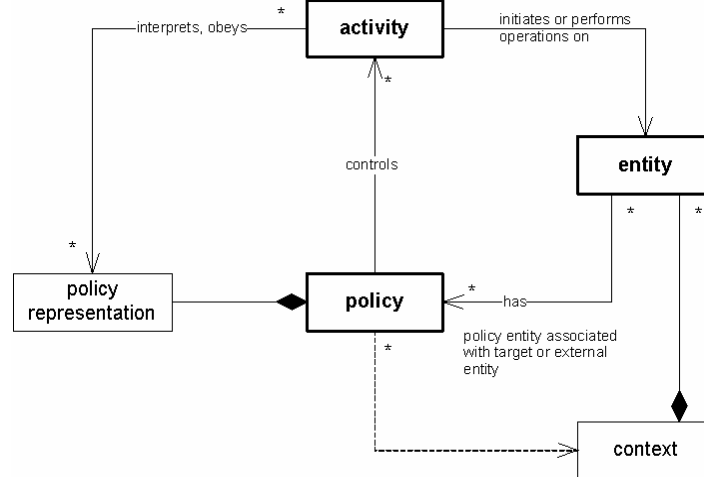 *
activity
interprets, obeys
initiates or performs
operations on
*
entity
controls
*
*
*
policy
representation
policy
*
has
policy entity associated
with target or external
entity
*
context